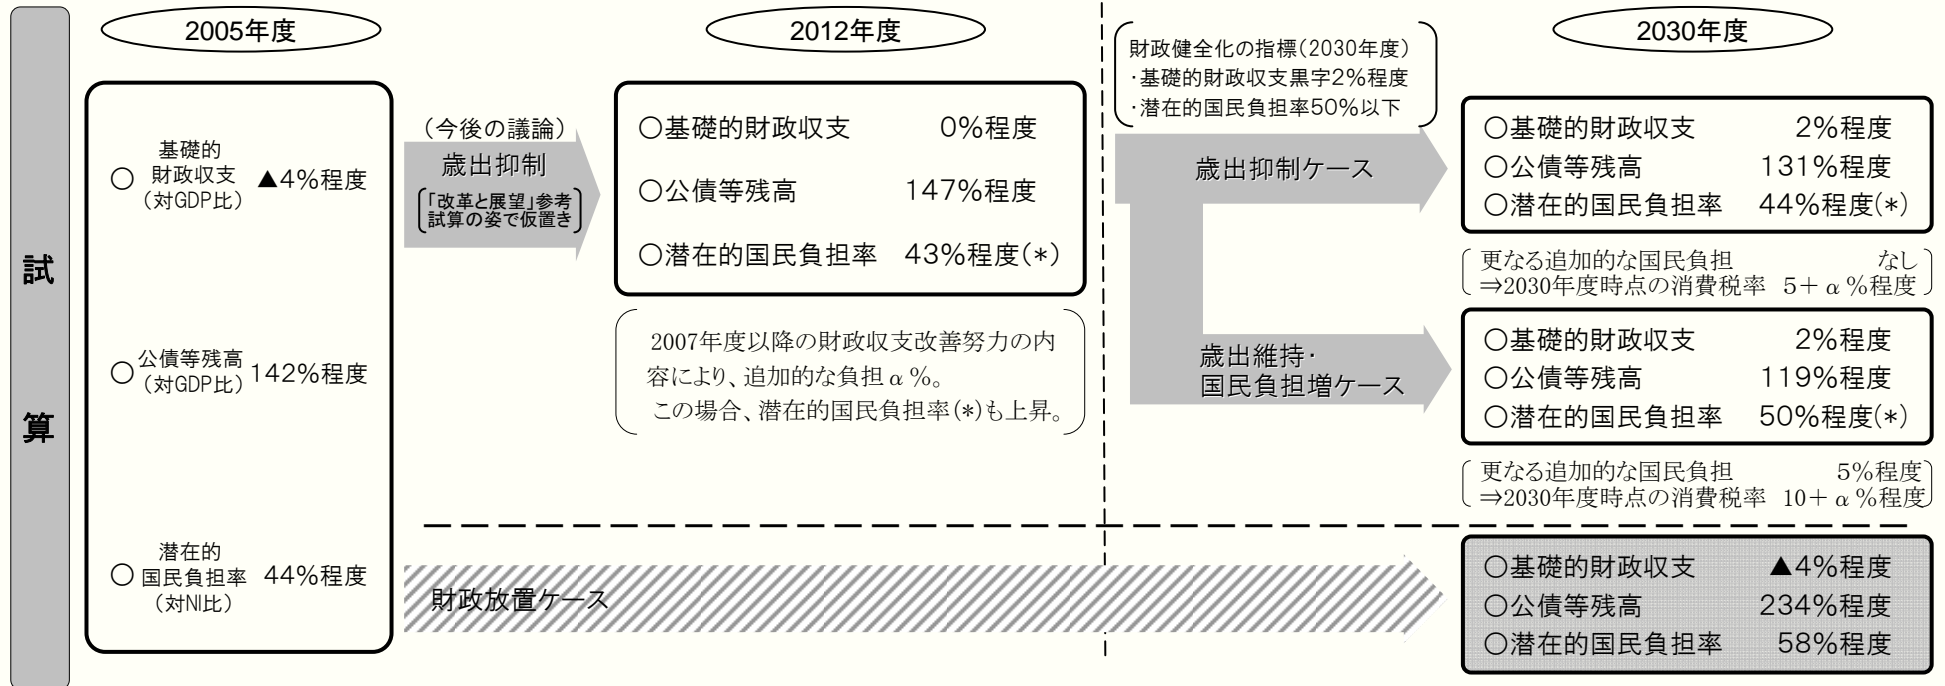 試算
2005年度
基礎的
○ 財政収支 ▲4%程度
(対GDP比)
○ 公債等残高 142%程度
(対GDP比)
潜在的
○ 国民負担率 44%程度
(対NI比)
(今後の議論)
歳出抑制
「改革と展望」参考
試算の姿で仮置き
2012年度
○基礎的財政収支 0%程度
○公債等残高 147%程度
○潜在的国民負担率 43%程度(*)
2007年度以降の財政収支改善努力の内
容により、追加的な負担α%。
この場合、潜在的国民負担率(*)も上昇。
財政健全化の指標(2030年度)
・基礎的財政収支黒字2%程度
・潜在的国民負担率50%以下
歳出抑制ケース
歳出維持・
国民負担増ケース
2030年度
○基礎的財政収支 2%程度
○公債等残高 131%程度
○潜在的国民負担率 44%程度(*)
更なる追加的な国民負担 なし
⇒2030年度時点の消費税率 5+α%程度
○基礎的財政収支 2%程度
○公債等残高 119%程度
○潜在的国民負担率 50%程度(*)
更なる追加的な国民負担 5%程度
⇒2030年度時点の消費税率 10+α%程度
財政放置ケース
○基礎的財政収支 ▲4%程度
○公債等残高 234%程度
○潜在的国民負担率 58%程度